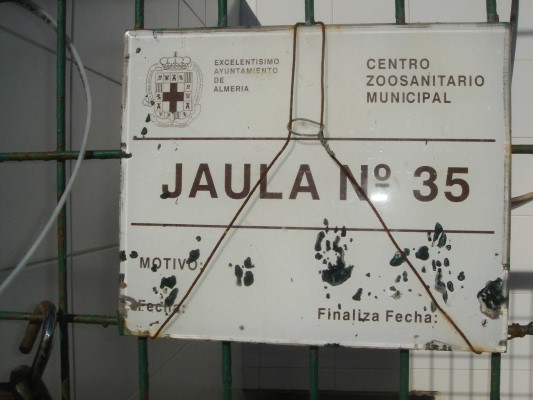 EXCELENTISIMO
AYUNTAMIENTO
DE
ALMERIA
CENTRO
ZOOSANITARIO
MUNICIPAL
JAULA Nº 35
MOTIVO:
Fecha:
Finaliza Fecha: